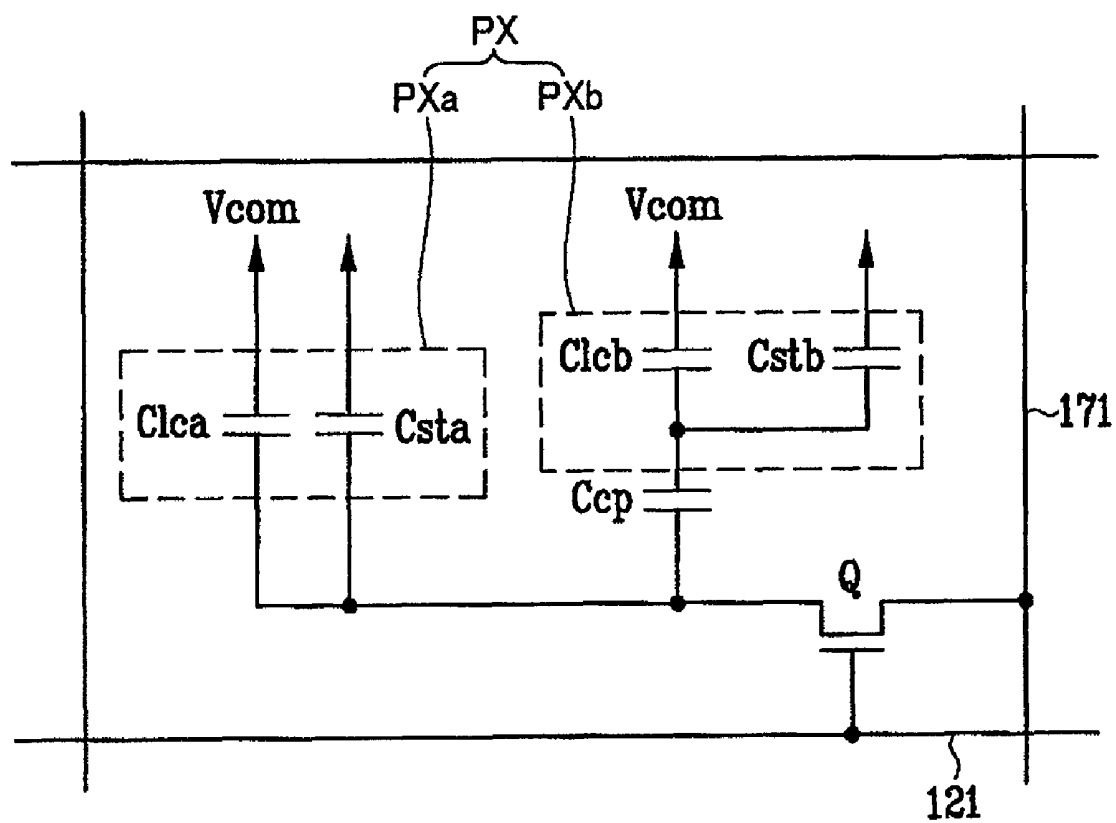 PX
PXa PXb
Vcom Vcom
Clcb Cstb
Clca Csta
171
Ccp
Q
121